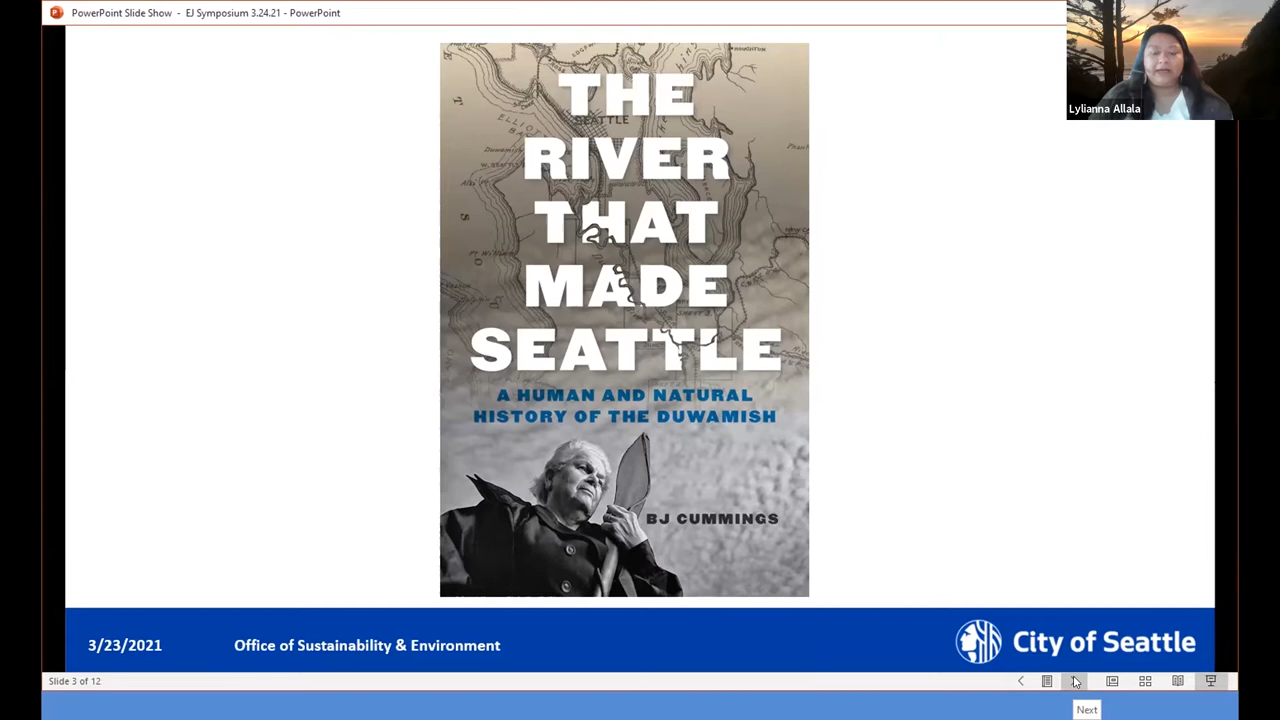 PowerPoint Slide Show - EJ Symposium 3.24.21 - PowerPoint
Lylianna Allala
HOUGHTON
SEATTLE
THE
RIVER
THAT
MADE
SEATTLE
A HUMAN AND NATURAL
HISTORY OF THE DUWAMISH
BJ CUMMINGS
3/23/2021
Office of Sustainability & Environment
City of Seattle
Slide 3 of 12
Next